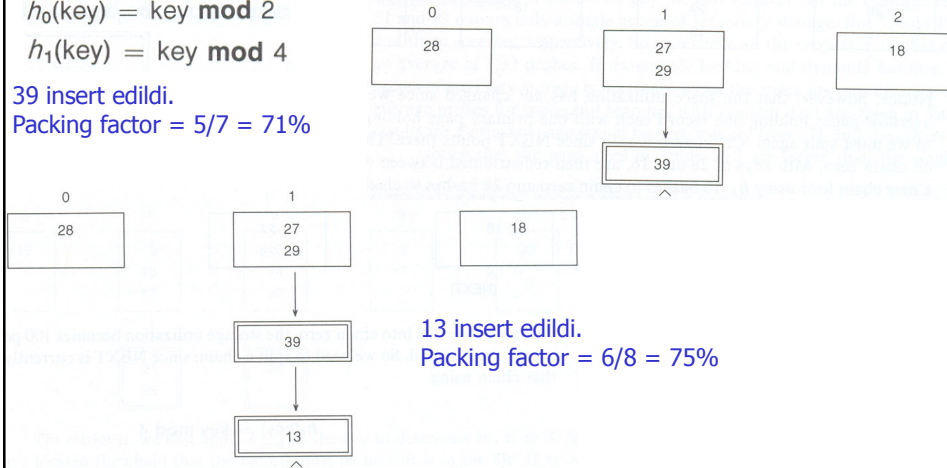 h₀(key) = key mod 2
h₁(key) = key mod 4
39 insert edildi.
Packing factor = 5/7 = 71%
0 1 2
28 27 18
29
39
0 1
28 27 18
29
39
13
13 insert edildi.
Packing factor = 6/8 = 75%